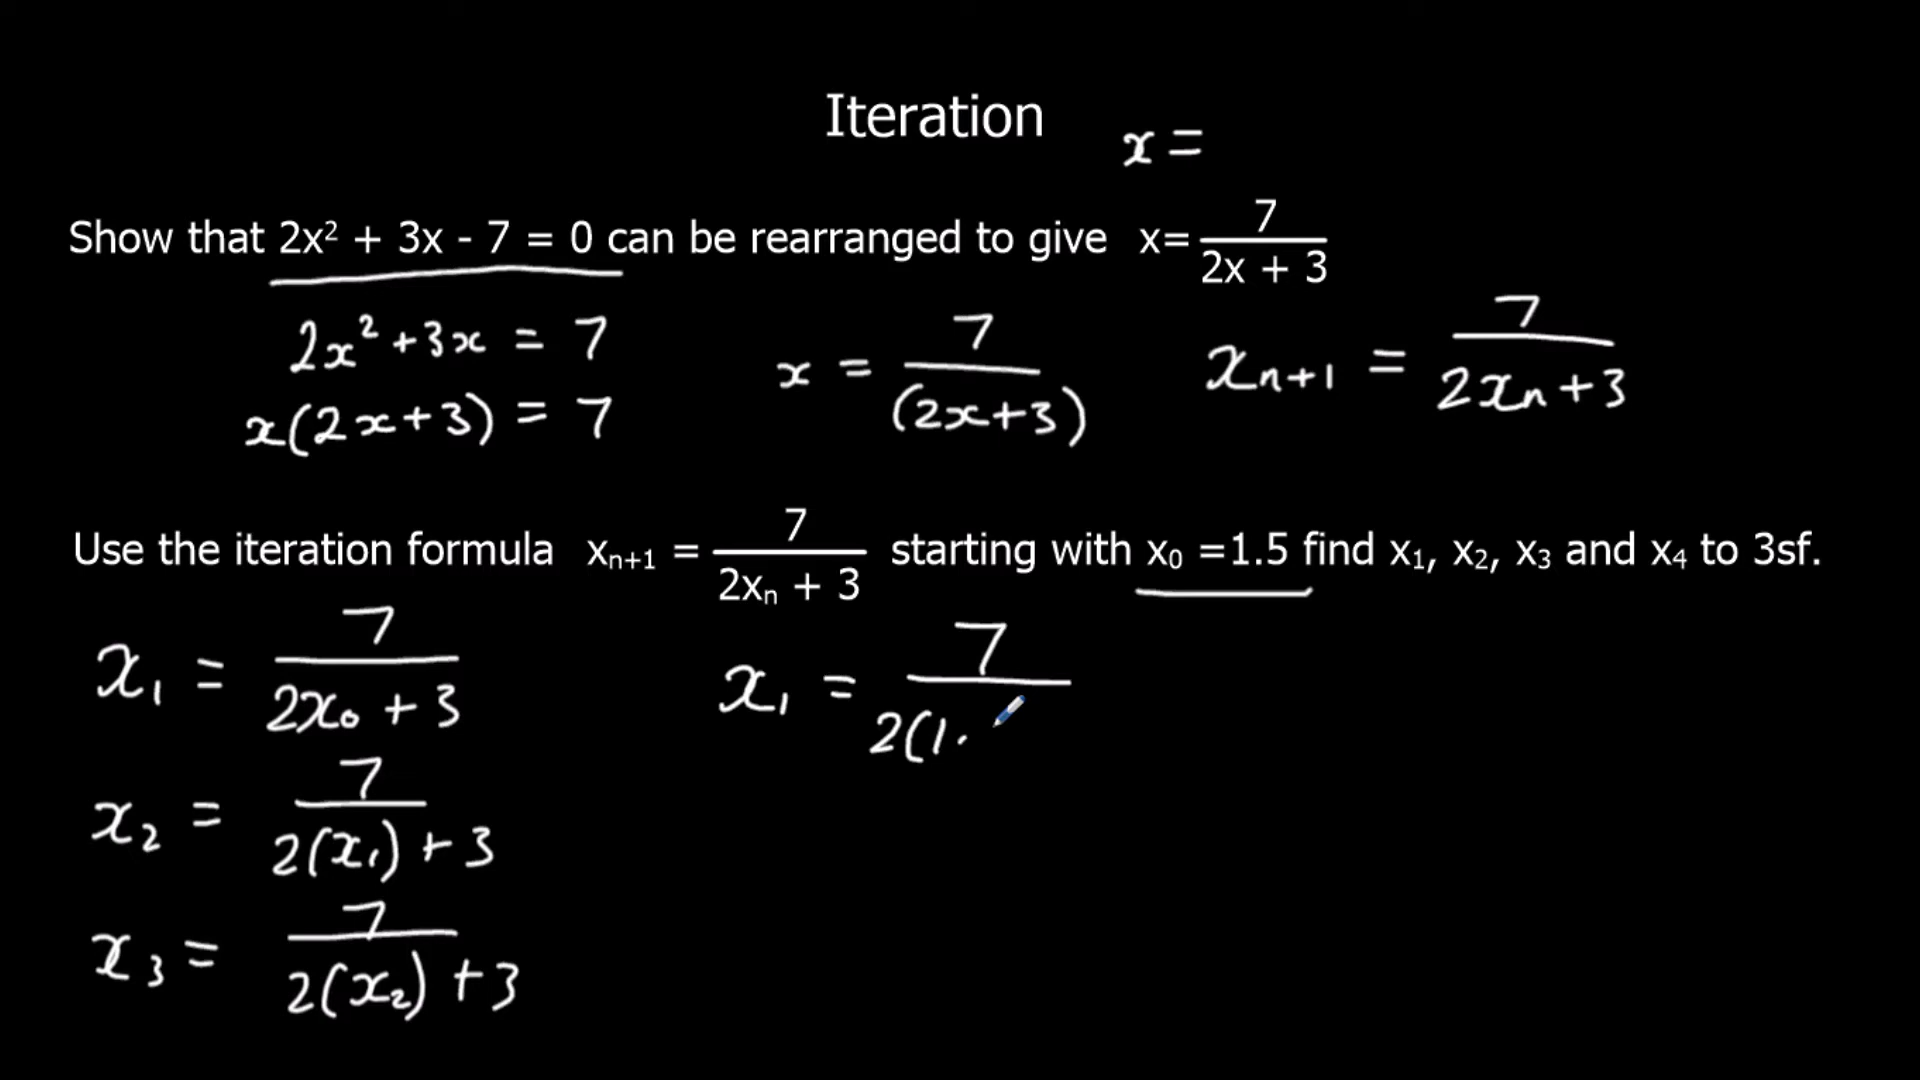 Iteration
x =
Show that 2x² + 3x - 7 = 0 can be rearranged to give x= 7/(2x + 3)
2x² + 3x = 7
x(2x+3) = 7
x = 7/(2x+3)
xₙ₊₁ = 7/(2xₙ+3)
Use the iteration formula xₙ₊₁ = 7/(2xₙ + 3) starting with x₀ =1.5 find x₁, x₂, x₃ and x₄ to 3sf.
x₁ = 7/(2x₀ + 3)
x₁ = 7/2(1.
x₂ = 7/(2(x₁) + 3)
x₃ = 7/(2(x₂) + 3)